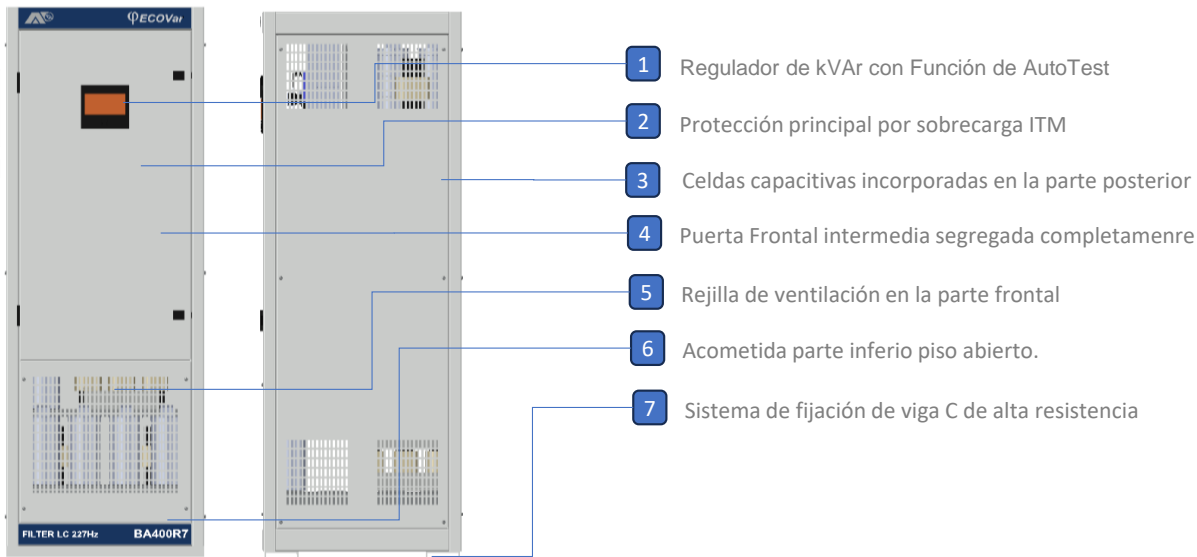 φECOVar
1 Regulador de kVAr con Función de AutoTest
2 Protección principal por sobrecarga ITM
3 Celdas capacitivas incorporadas en la parte posterior
4 Puerta Frontal intermedia segregada completamenre
5 Rejilla de ventilación en la parte frontal
6 Acometida parte inferio piso abierto.
7 Sistema de fijación de viga C de alta resistencia
FILTER LC 227Hz BA400R7